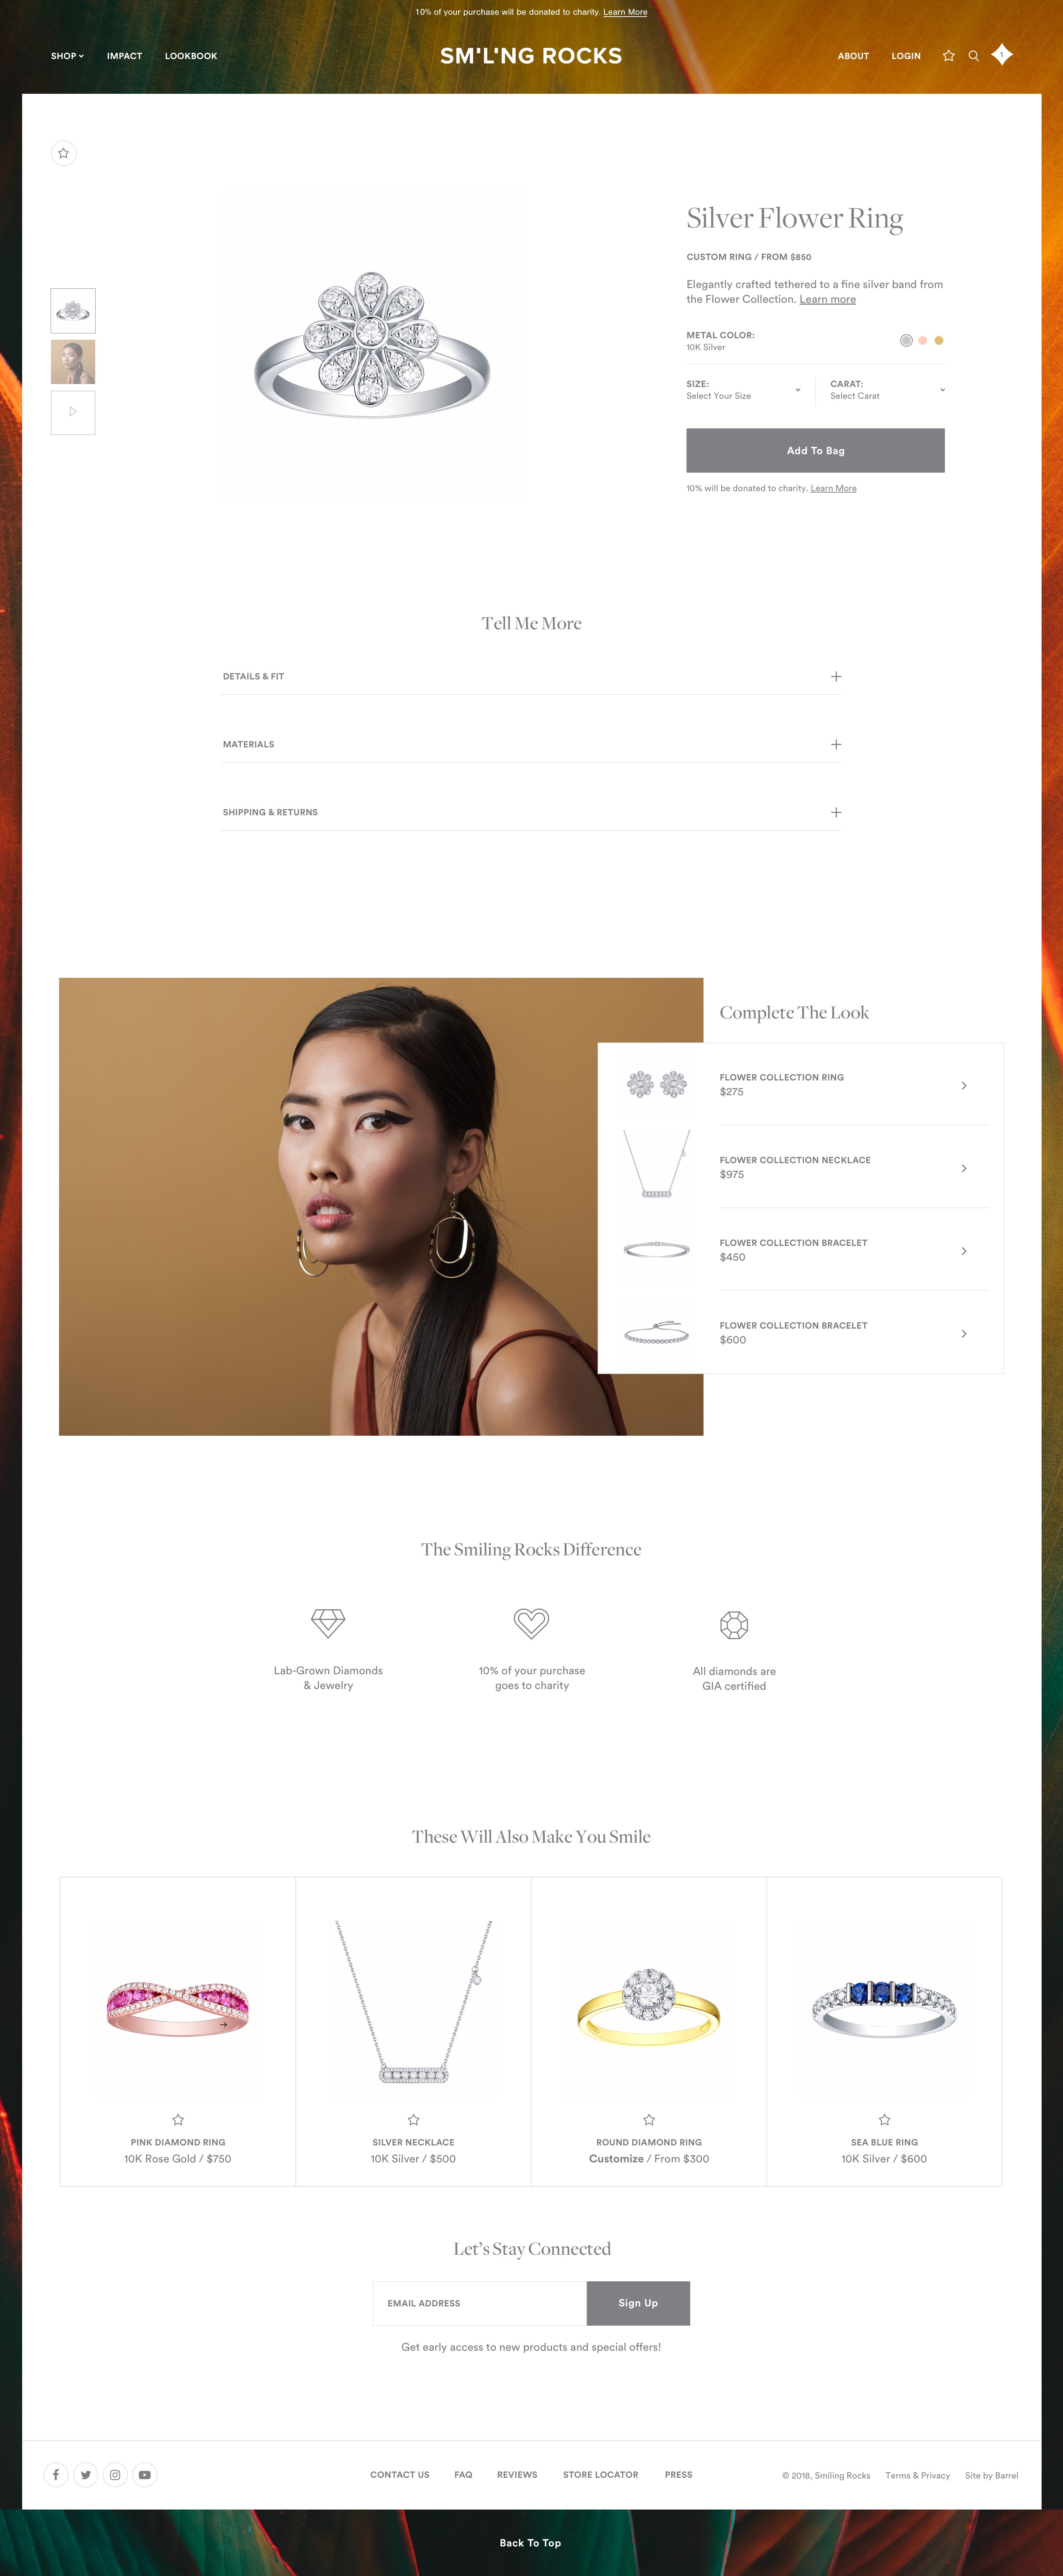 10% of your purchase will be donated to charity. Learn More
SHOP IMPACT LOOKBOOK SM'L'NG ROCKS ABOUT LOGIN 1
Silver Flower Ring
CUSTOM RING / FROM $850
Elegantly crafted tethered to a fine silver band from
the Flower Collection. Learn more
METAL COLOR:
10K Silver
SIZE: CARAT:
Select Your Size Select Carat
Add To Bag
10% will be donated to charity. Learn More
Tell Me More
DETAILS & FIT
MATERIALS
SHIPPING & RETURNS
Complete The Look
FLOWER COLLECTION RING
$275
FLOWER COLLECTION NECKLACE
$975
FLOWER COLLECTION BRACELET
$450
FLOWER COLLECTION BRACELET
$600
The Smiling Rocks Difference
Lab-Grown Diamonds
& Jewelry
10% of your purchase
goes to charity
All diamonds are
GIA certified
These Will Also Make You Smile
PINK DIAMOND RING
10K Rose Gold / $750
SILVER NECKLACE
10K Silver / $500
ROUND DIAMOND RING
Customize / From $300
SEA BLUE RING
10K Silver / $600
Let's Stay Connected
EMAIL ADDRESS Sign Up
Get early access to new products and special offers!
CONTACT US FAQ REVIEWS STORE LOCATOR PRESS © 2018, Smiling Rocks Terms & Privacy Site by Barrel
Back To Top